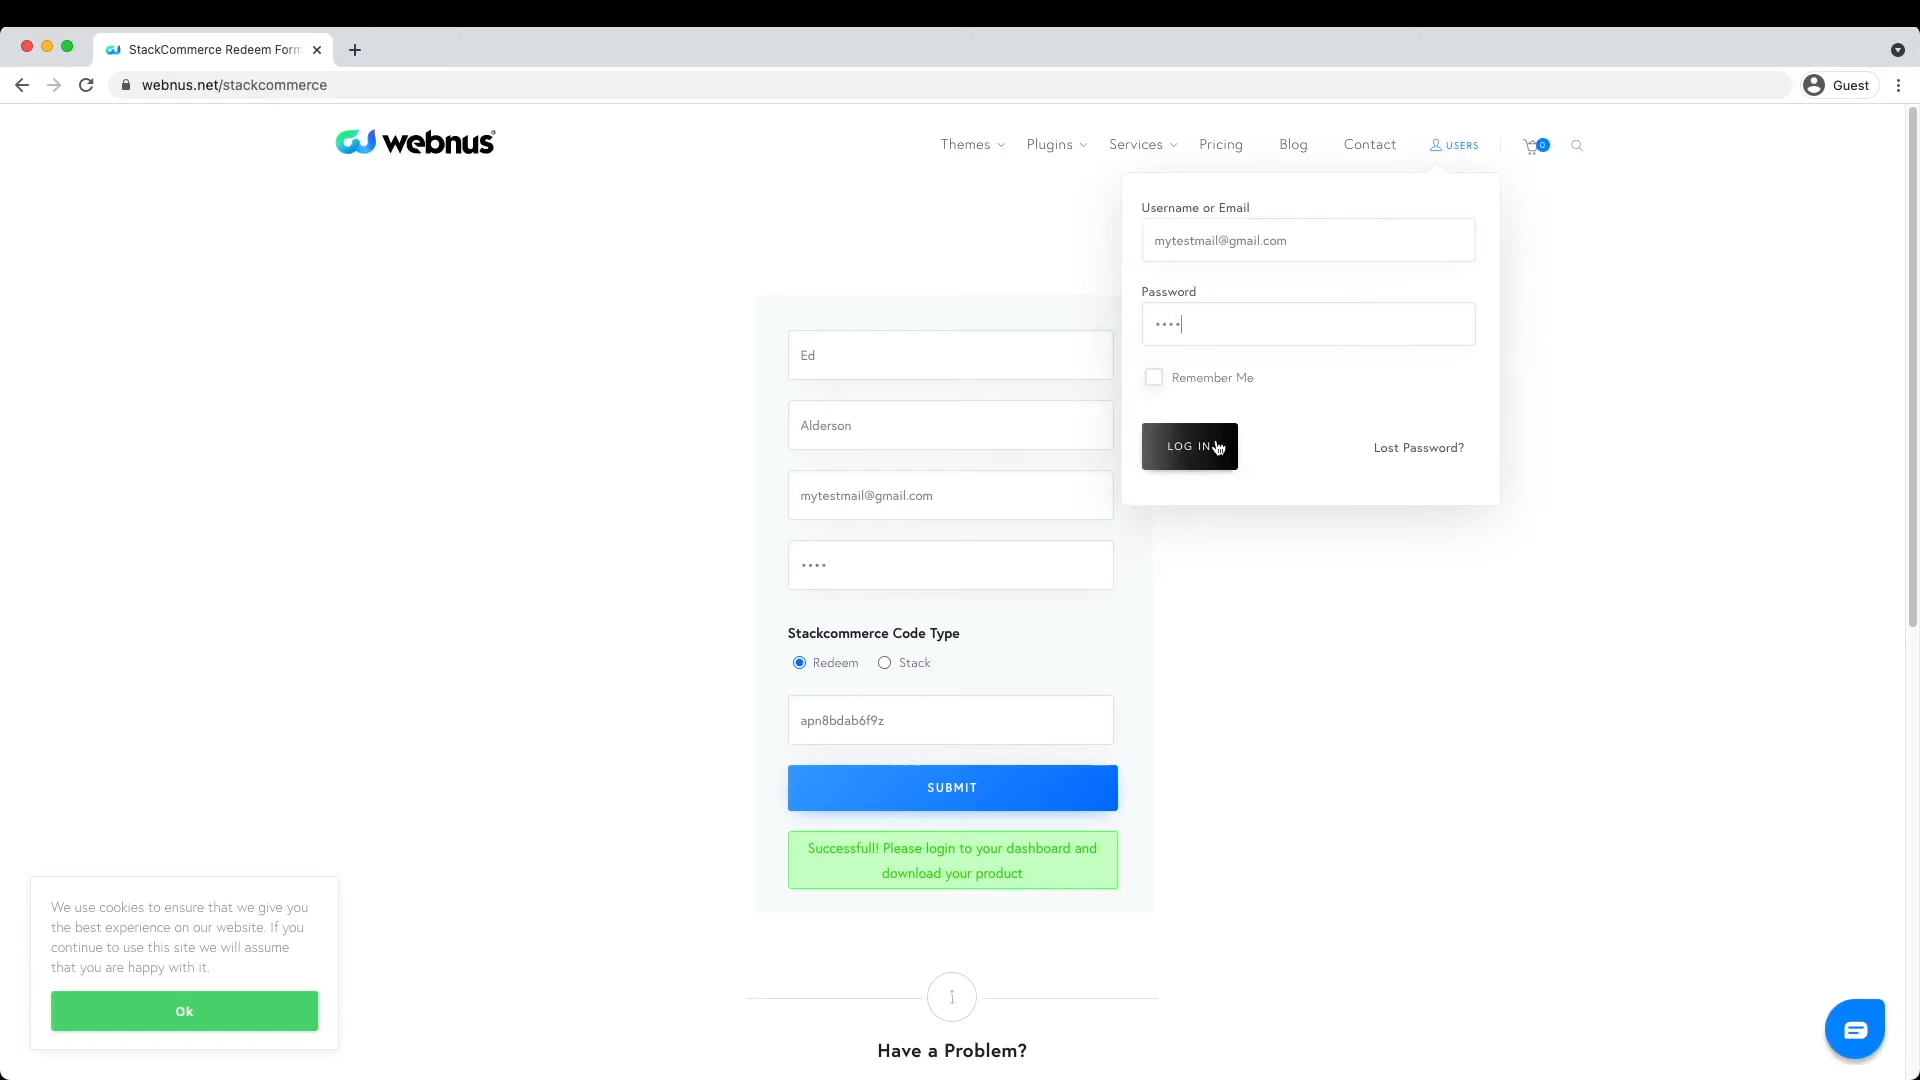 StackCommerce Redeem Form
webnus.net/stackcommerce
Guest
webnus
Themes
Plugins
Services
Pricing
Blog
Contact
USERS
0
Username or Email
mytestmail@gmail.com
Password
••••
Remember Me
LOG IN
Lost Password?
Ed
Alderson
mytestmail@gmail.com
••••
Stackcommerce Code Type
Redeem
Stack
apn8bdab6f9z
SUBMIT
Successfull! Please login to your dashboard and
download your product
We use cookies to ensure that we give you
the best experience on our website. If you
continue to use this site we will assume
that you are happy with it.
Ok
i
Have a Problem?